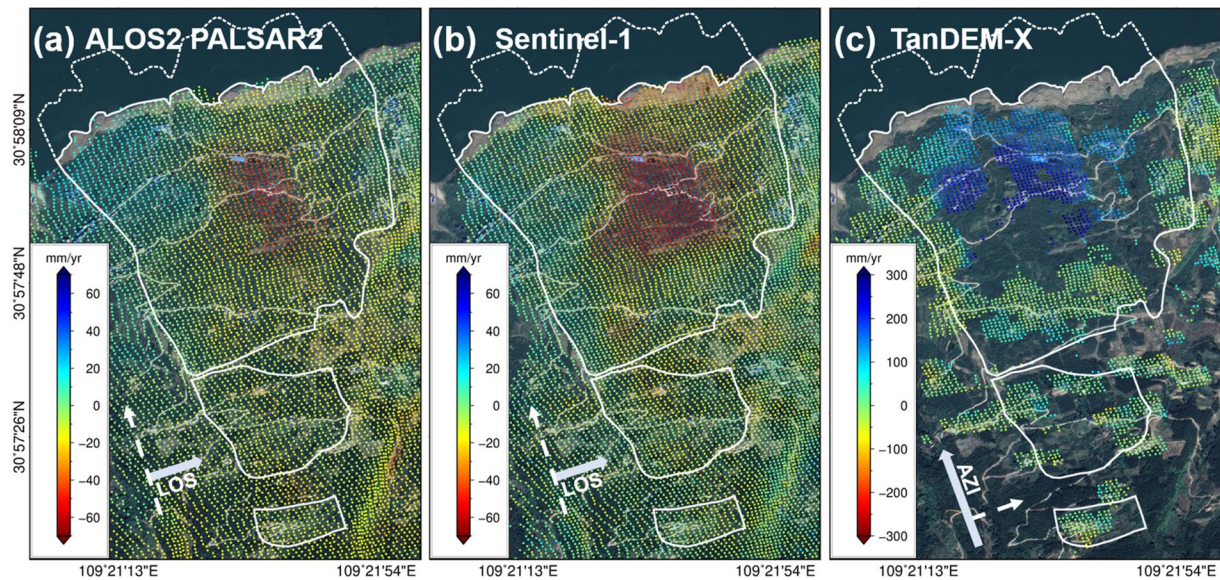 (a) ALOS2 PALSAR2
(b) Sentinel-1
(c) TanDEM-X
30°58'09"N
30°57'48"N
30°57'26"N
mm/yr
60
40
20
0
−20
−40
−60
LOS
mm/yr
60
40
20
0
−20
−40
−60
LOS
mm/yr
300
200
100
0
−100
−200
−300
AZI
109°21'13"E
109°21'54"E
109°21'13"E
109°21'54"E
109°21'13"E
109°21'54"E